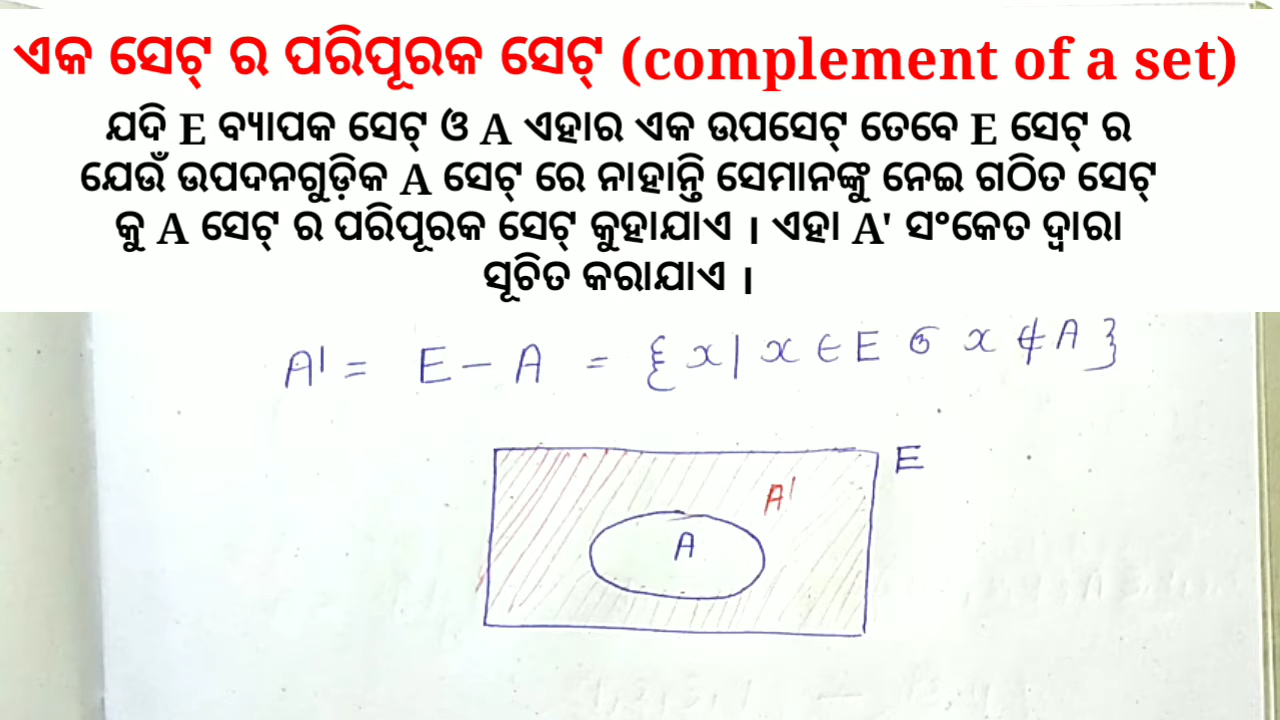 ଏକ ସେଟ୍ ର ପରିପୂରକ ସେଟ୍ (complement of a set)
ଯଦି E ବ୍ୟାପକ ସେଟ୍ ଓ A ଏହାର ଏକ ଉପସେଟ୍ ତେବେ E ସେଟ୍ ର
ଯେଉଁ ଉପଦନଗୁଡ଼ିକ A ସେଟ୍ ରେ ନାହାନ୍ତି ସେମାନଙ୍କୁ ନେଇ ଗଠିତ ସେଟ୍
କୁ A ସେଟ୍ ର ପରିପୂରକ ସେଟ୍ କୁହାଯାଏ । ଏହା A' ସଂକେତ ଦ୍ୱାରା
ସୂଚିତ କରାଯାଏ ।
A' = E - A = {x | x ∈ E ଓ x ∉ A}
E
A'
A